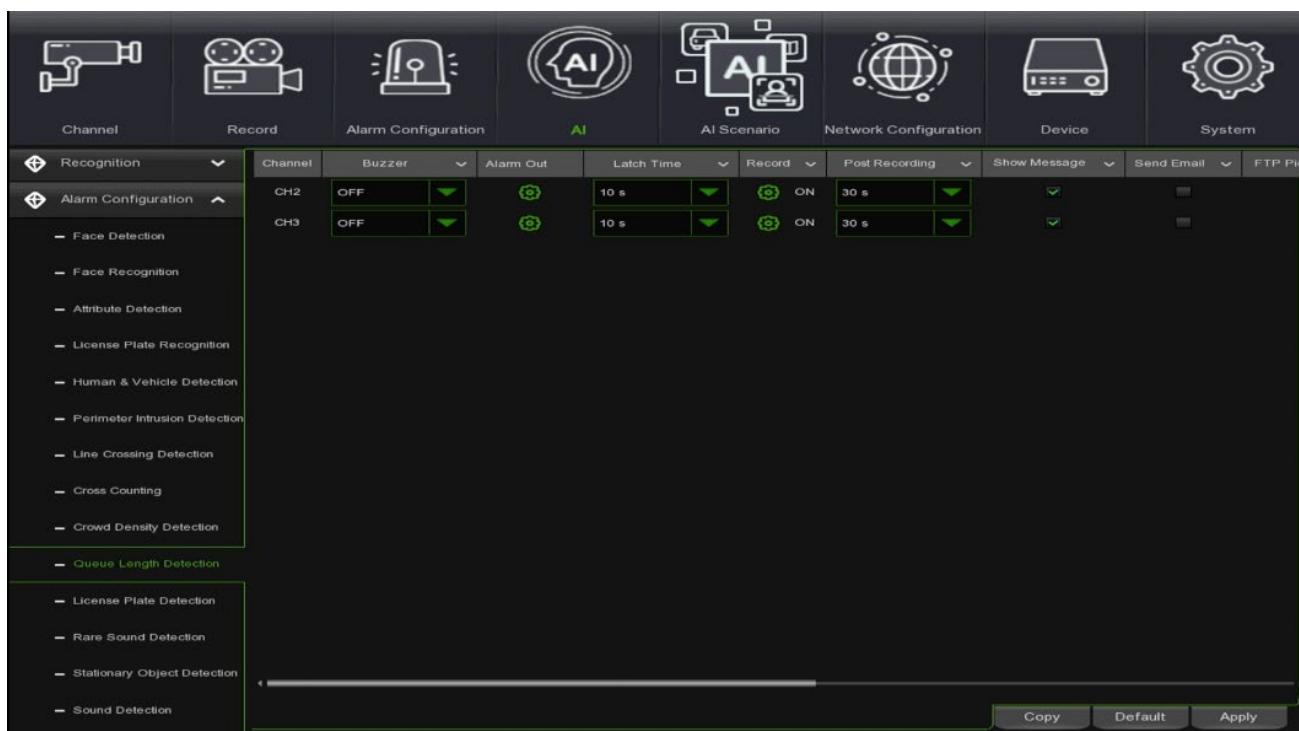 AI
AI
Channel
Record
Alarm Configuration
AI
AI Scenario
Network Configuration
Device
System
Recognition
Alarm Configuration
Face Detection
Face Recognition
Attribute Detection
License Plate Recognition
Human & Vehicle Detection
Perimeter Intrusion Detection
Line Crossing Detection
Cross Counting
Crowd Density Detection
Queue Length Detection
License Plate Detection
Rare Sound Detection
Stationary Object Detection
Sound Detection
Channel Buzzer Alarm Out Latch Time Record Post Recording Show Message Send Email FTP Pi
CH2 OFF 10 s ON 30 s
CH3 OFF 10 s ON 30 s
Copy Default Apply